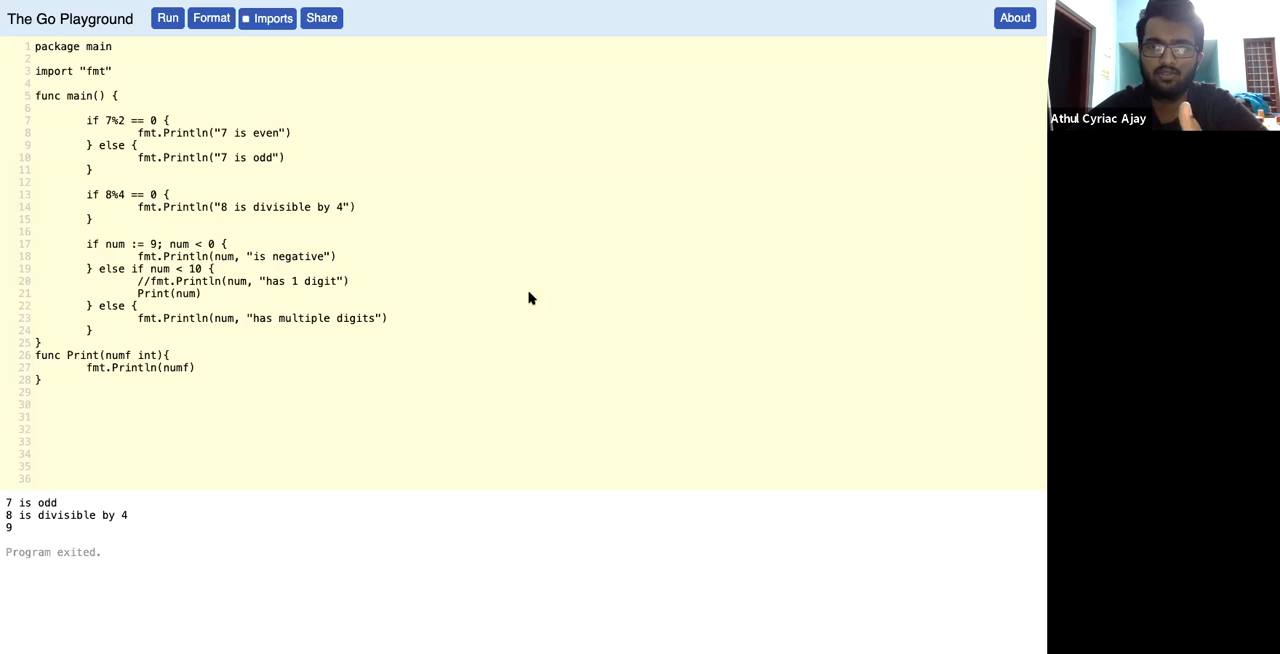 The Go Playground Run Format Imports Share About
1 package main
2
3 import "fmt"
4
5 func main() {
6
7 if 7%2 == 0 {
8 fmt.Println("7 is even")
9 } else {
10 fmt.Println("7 is odd")
11 }
12
13 if 8%4 == 0 {
14 fmt.Println("8 is divisible by 4")
15 }
16
17 if num := 9; num < 0 {
18 fmt.Println(num, "is negative")
19 } else if num < 10 {
20 //fmt.Println(num, "has 1 digit")
21 Print(num)
22 } else {
23 fmt.Println(num, "has multiple digits")
24 }
25 }
26 func Print(numf int){
27 fmt.Println(numf)
28 }
29
30
31
32
33
34
35
36
7 is odd
8 is divisible by 4
9
Program exited.
Athul Cyriac Ajay